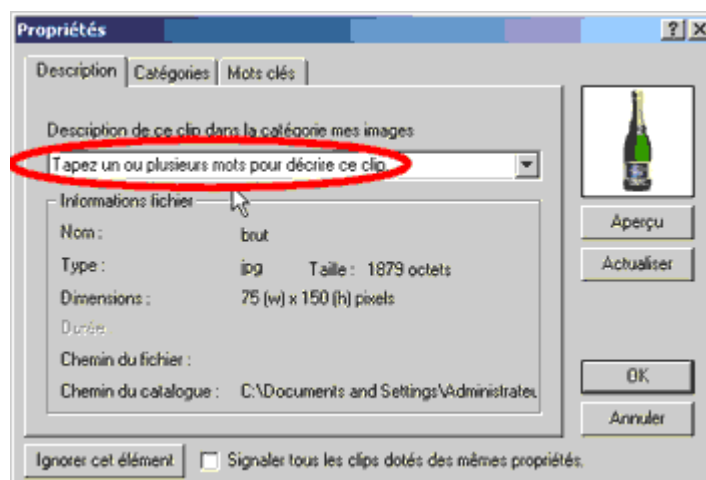 Propriétés
Description Catégories Mots clés
Description de ce clip dans la catégorie mes images
Tapez un ou plusieurs mots pour décrire ce clip.
Informations fichier
Nom : brut
Type : jpg Taille : 1879 octets
Dimensions : 75 (w) x 150 (h) pixels
Durée
Chemin du fichier :
Chemin du catalogue : C:\Documents and Settings\Administrateu
Aperçu
Actualiser
OK
Annuler
Ignorer cet élément Signaler tous les clips dotés des mêmes propriétés.